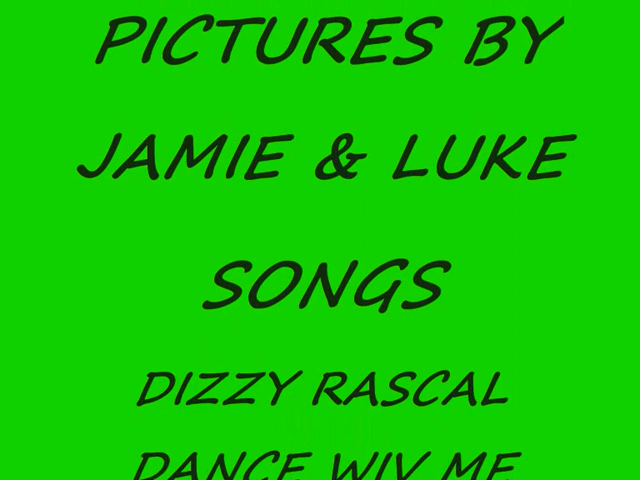 PICTURES BY
JAMIE & LUKE
SONGS
DIZZY RASCAL
DANCE WIV ME